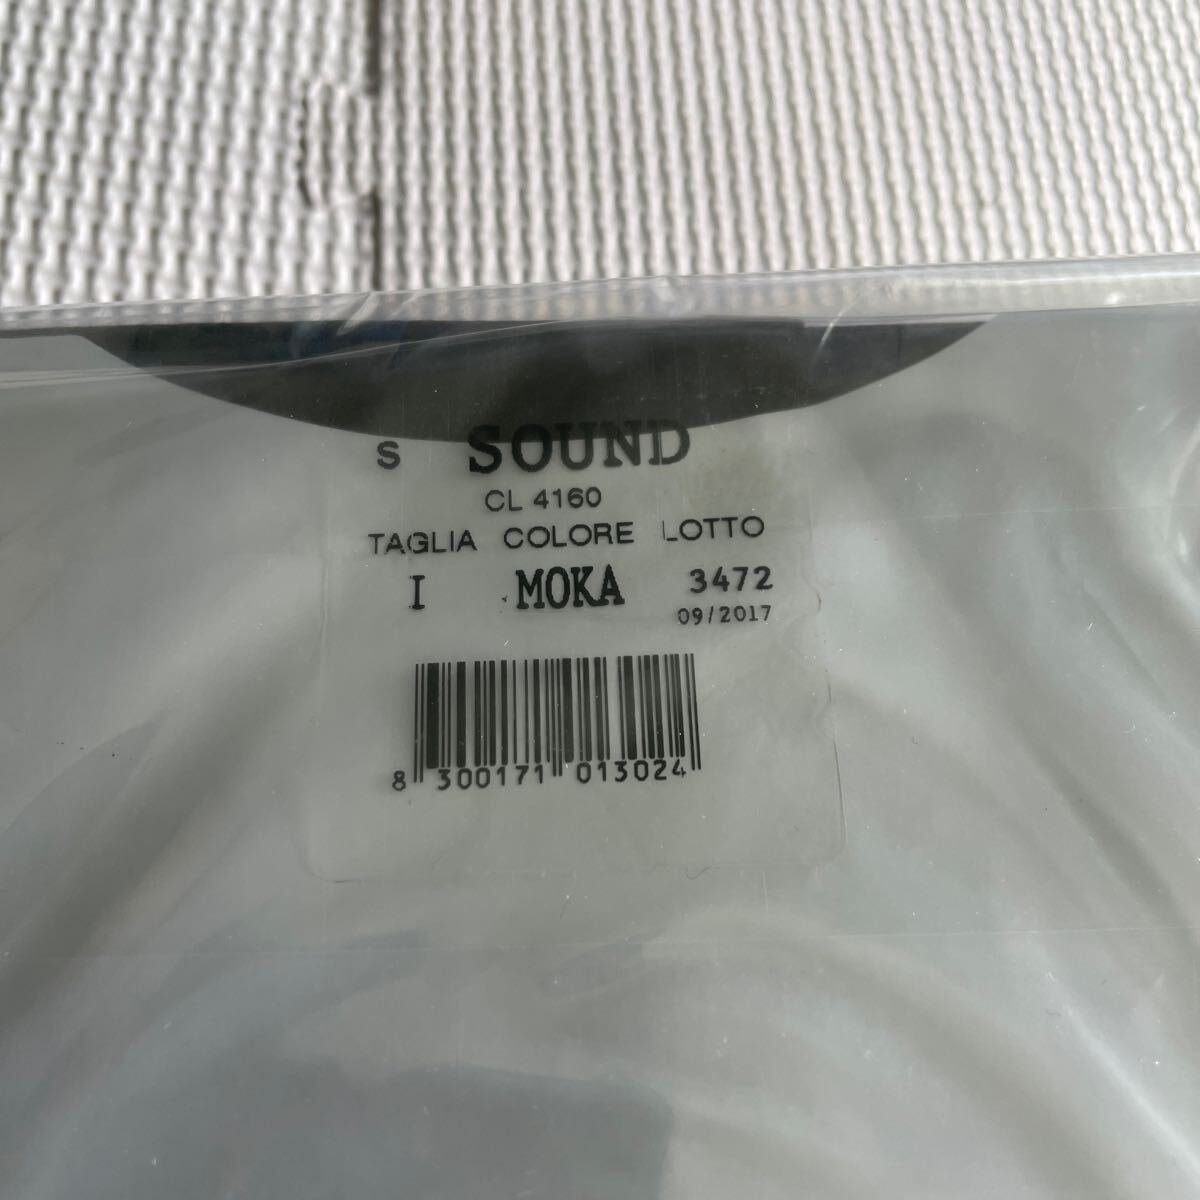 S SOUND
CL 4160
TAGLIA COLORE LOTTO
I MOKA 3472
09/2017
8 300171 013024